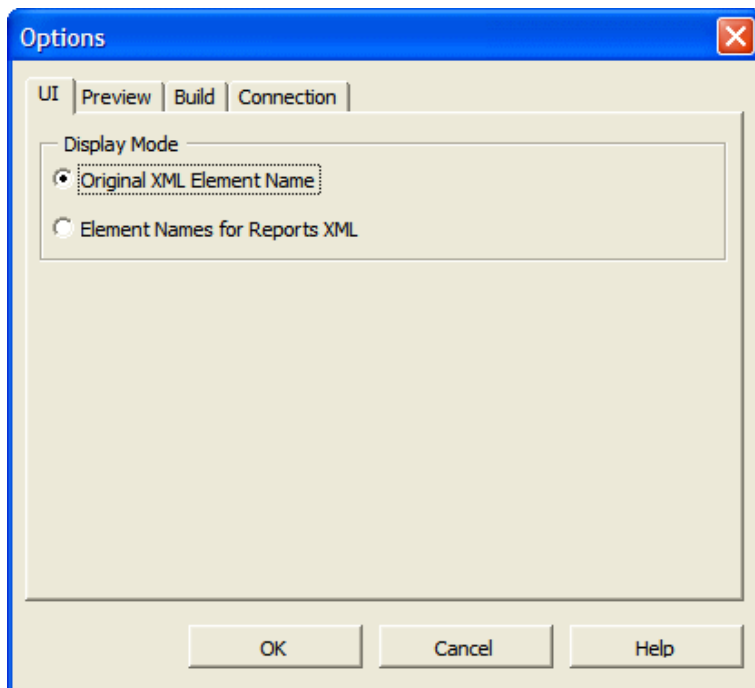 Options
UI Preview Build Connection
Display Mode
Original XML Element Name
Element Names for Reports XML
OK Cancel Help